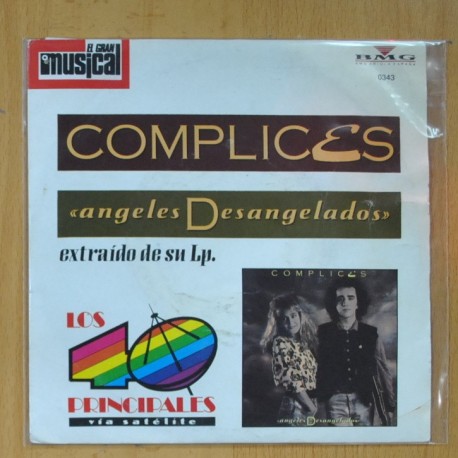 EL GRAN
musical
BMG
0343
COMPLICES
«angeles Desangelados»
extraído de su Lp.
LOS
40
PRINCIPALES
vía satélite
COMPLICES
«angeles Desangelados»